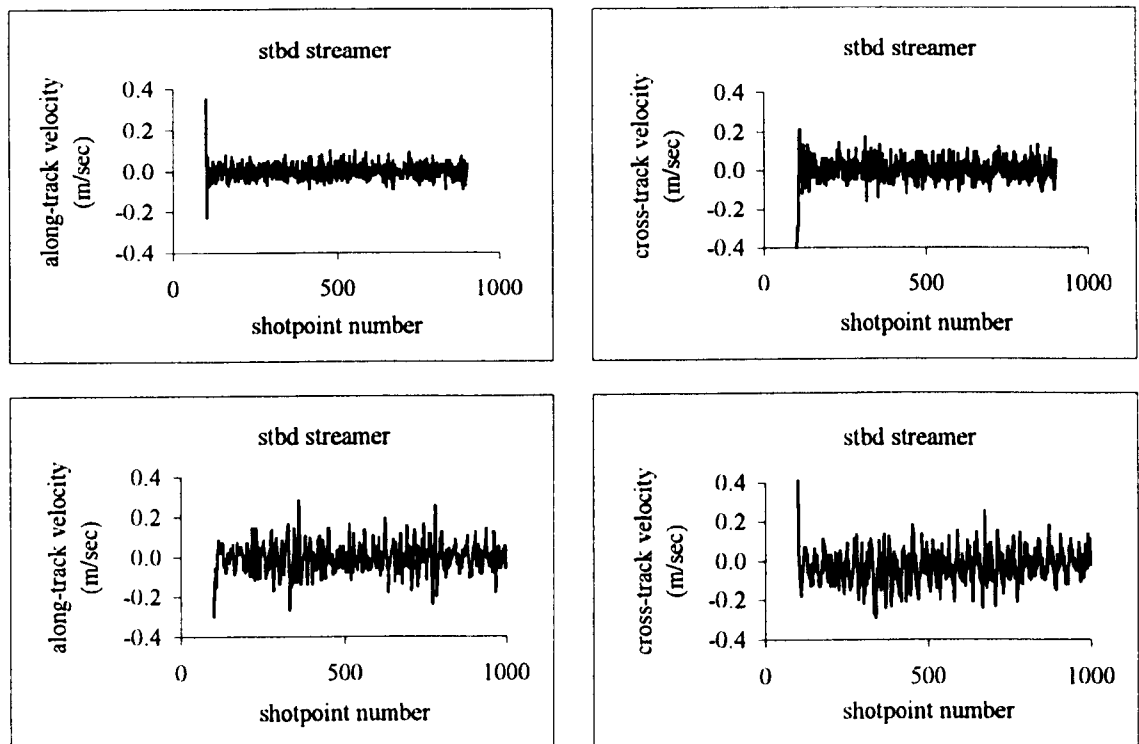 stbd streamer
along-track velocity
(m/sec)
0.4
0.2
0.0
-0.2
-0.4
0
500
1000
shotpoint number
stbd streamer
cross-track velocity
(m/sec)
0.4
0.2
0.0
-0.2
-0.4
0
500
1000
shotpoint number
stbd streamer
along-track velocity
(m/sec)
0.4
0.2
0.0
-0.2
-0.4
0
500
1000
shotpoint number
stbd streamer
cross-track velocity
(m/sec)
0.4
0.2
0.0
-0.2
-0.4
0
500
1000
shotpoint number